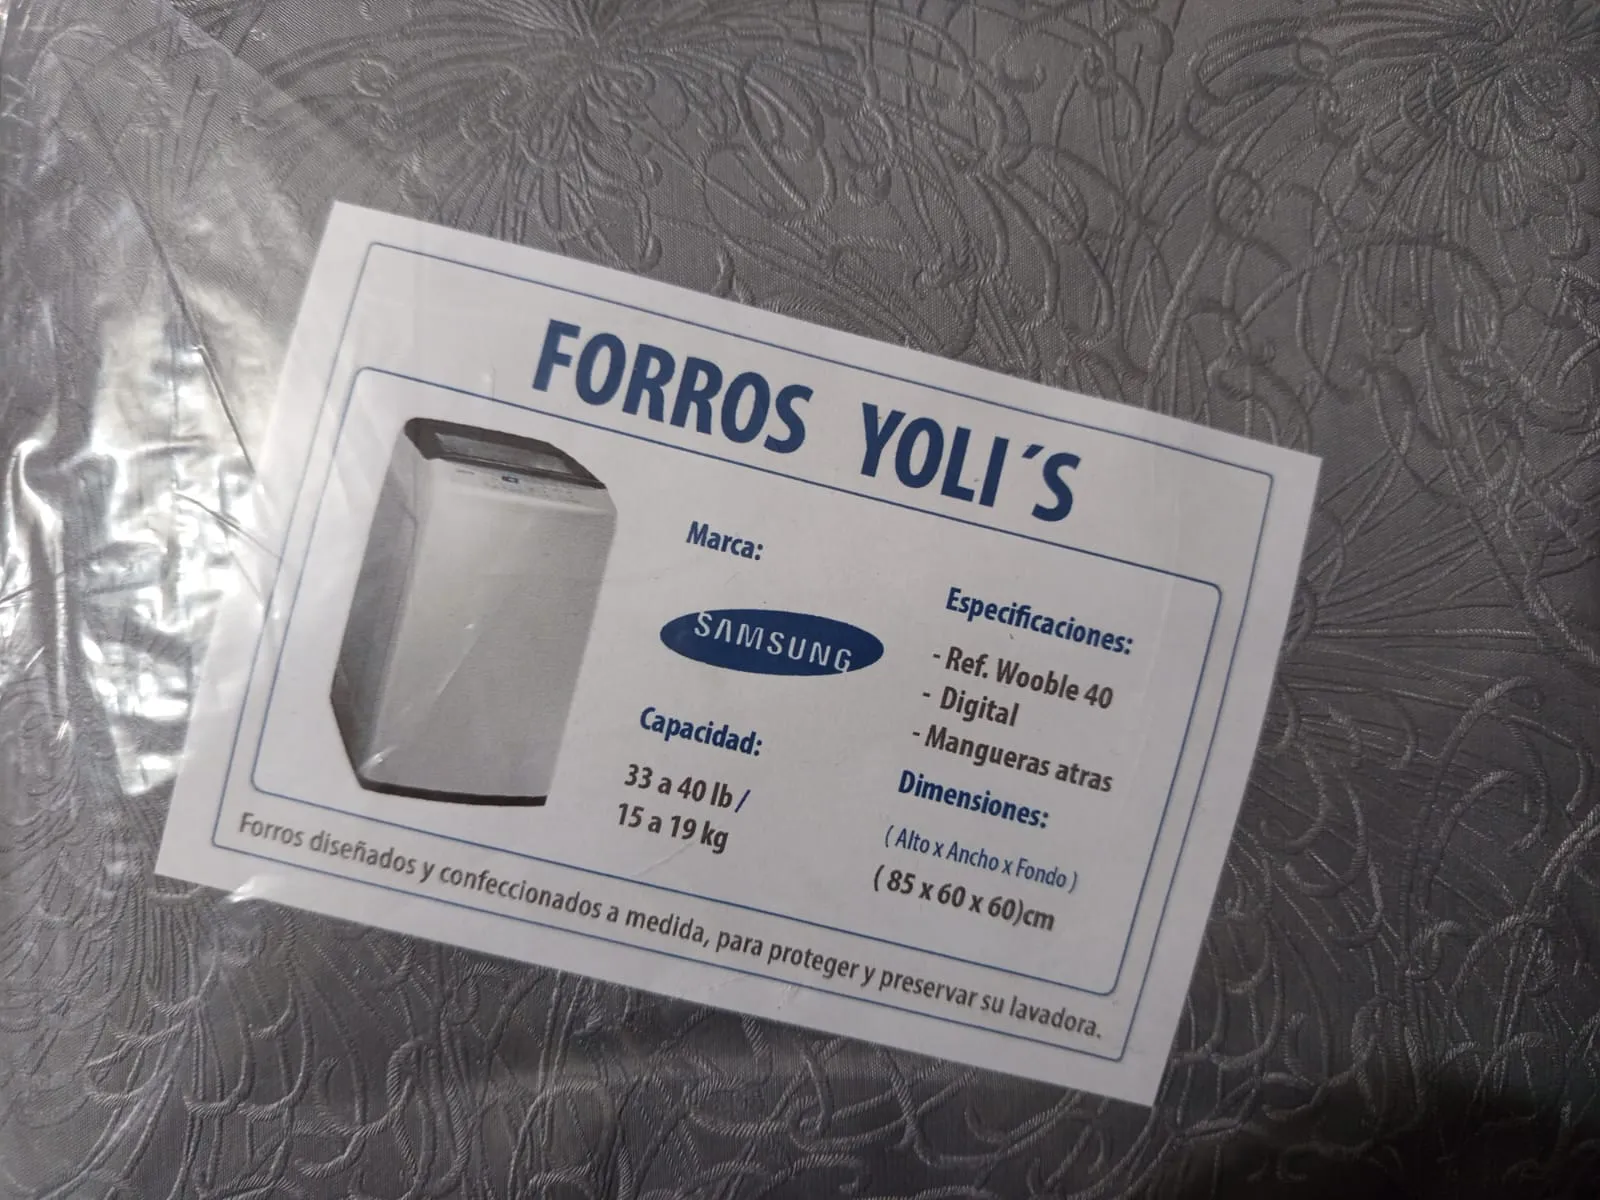 FORROS YOLI´S
Marca:
SAMSUNG
Capacidad:
33 a 40 lb /
15 a 19 kg
Especificaciones:
- Ref. Wooble 40
- Digital
- Mangueras atras
Dimensiones:
( Alto x Ancho x Fondo )
( 85 x 60 x 60)cm
Forros diseñados y confeccionados a medida, para proteger y preservar su lavadora.